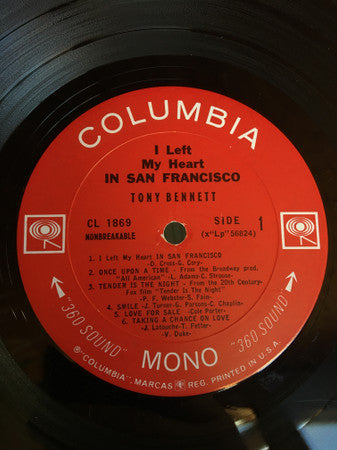 COLUMBIA
I Left
My Heart
IN SAN FRANCISCO
TONY BENNETT
CL 1869
NONBREAKABLE
SIDE 1
(x"Lp"56824)
1. I Left My Heart IN SAN FRANCISCO
-D. Cross-G. Cory-
2. ONCE UPON A TIME - From the Broadway prod.
"All American" -L. Adams-C. Strouse-
3. TENDER IS THE NIGHT - From the 20th Century-
Fox film "Tender Is The Night"-
P. F. Webster-S. Fain-
4. SMILE -J. Turner-G. Parsons-C. Chaplin-
5. LOVE FOR SALE -Cole Porter-
6. TAKING A CHANCE ON LOVE
-J. Latouche-T. Fetter-
V. Duke-
"360 SOUND"
MONO
"360 SOUND"
® "COLUMBIA" MARCAS REG. PRINTED IN U.S.A.